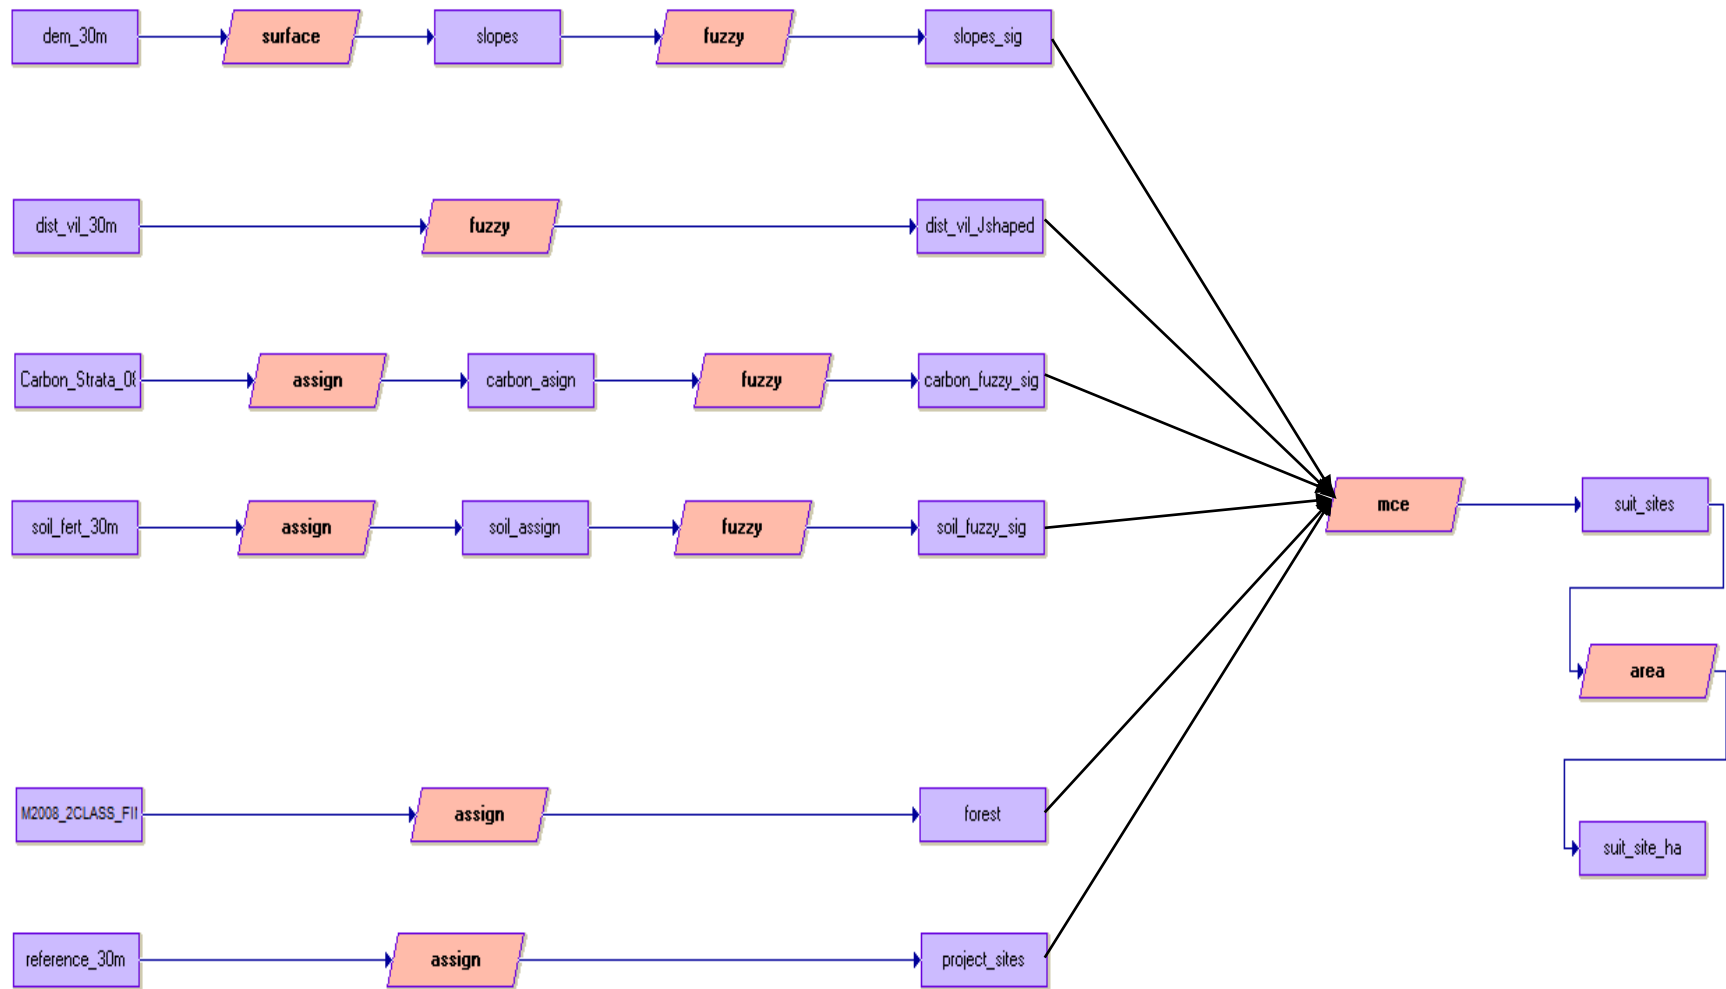 dem_30m
surface
slopes
fuzzy
slopes_sig
dist_vil_30m
fuzzy
dist_vil_Jshaped
Carbon_Strata_08
assign
carbon_asign
fuzzy
carbon_fuzzy_sig
soil_fert_30m
assign
soil_assign
fuzzy
soil_fuzzy_sig
mce
suit_sites
area
M2008_2CLASS_FI
assign
forest
suit_site_ha
reference_30m
assign
project_sites